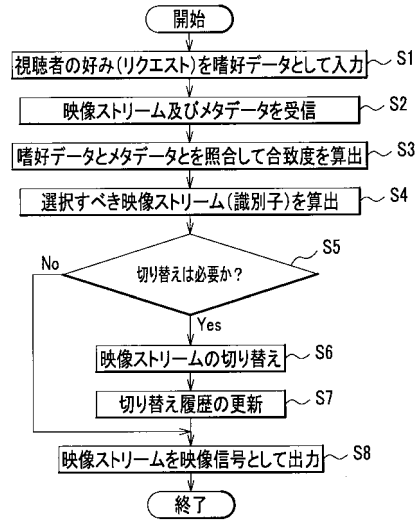 開始
視聴者の好み(リクエスト)を嗜好データとして入力 S1
映像ストリーム及びメタデータを受信 S2
嗜好データとメタデータとを照合して合致度を算出 S3
選択すべき映像ストリーム(識別子)を算出 S4
切り替えは必要か? S5
No
Yes
映像ストリームの切り替え S6
切り替え履歴の更新 S7
映像ストリームを映像信号として出力 S8
終了